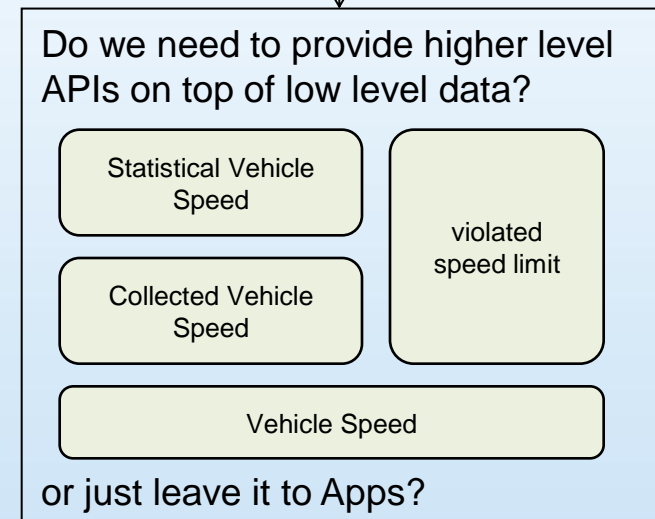 Do we need to provide higher level
APIs on top of low level data?
Statistical Vehicle
Speed
violated
speed limit
Collected Vehicle
Speed
Vehicle Speed
or just leave it to Apps?